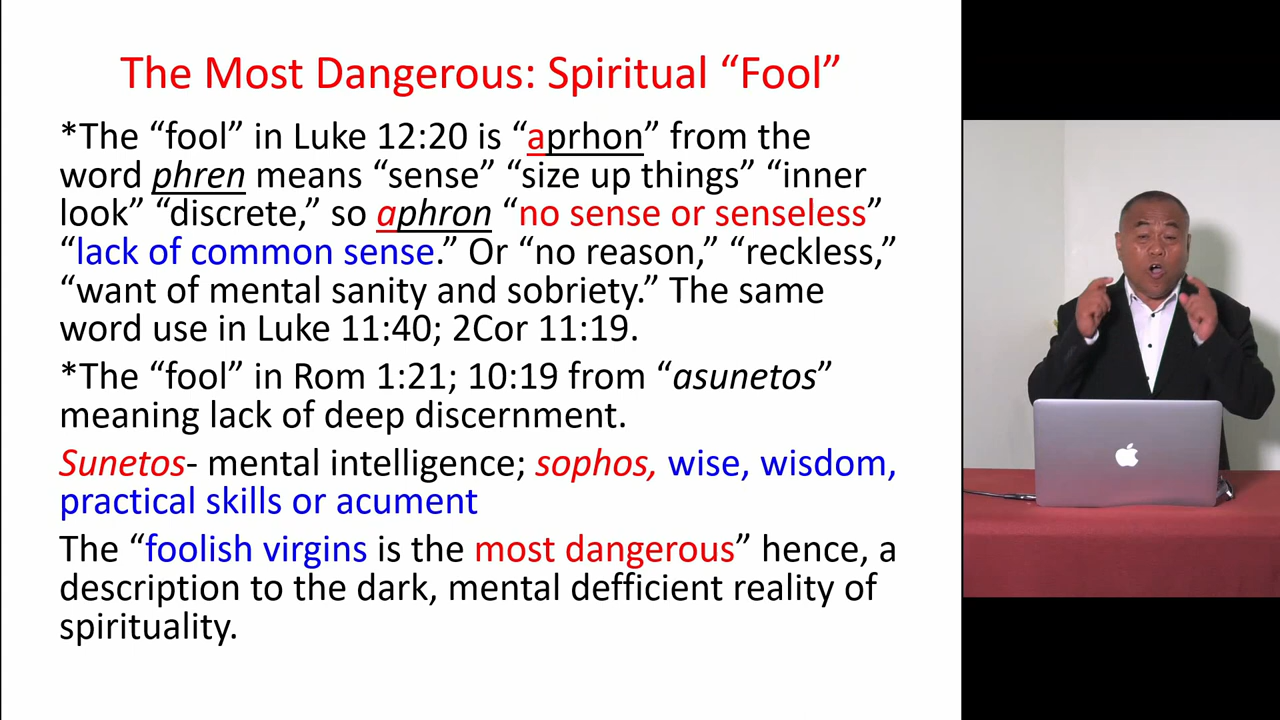 The Most Dangerous: Spiritual “Fool”
*The “fool” in Luke 12:20 is “aprhon” from the
word phren means “sense” “size up things” “inner
look” “discrete,” so aphron “no sense or senseless”
“lack of common sense.” Or “no reason,” “reckless,”
“want of mental sanity and sobriety.” The same
word use in Luke 11:40; 2Cor 11:19.
*The “fool” in Rom 1:21; 10:19 from “asunetos”
meaning lack of deep discernment.
Sunetos- mental intelligence; sophos, wise, wisdom,
practical skills or acument
The “foolish virgins is the most dangerous” hence, a
description to the dark, mental defficient reality of
spirituality.